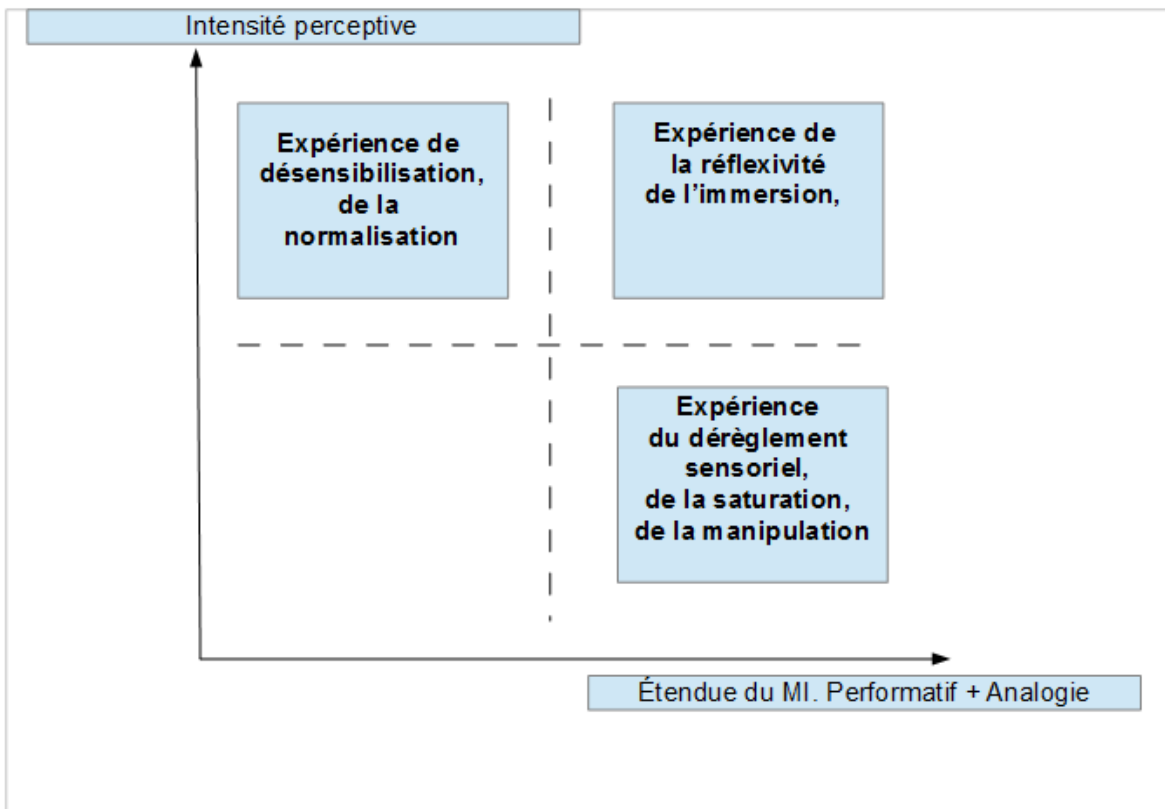 Intensité perceptive
Expérience de
désensibilisation,
de la
normalisation
Expérience de
la réflexivité
de l'immersion,
Expérience
du dérèglement
sensoriel,
de la saturation,
de la manipulation
Étendue du MI. Performatif + Analogie